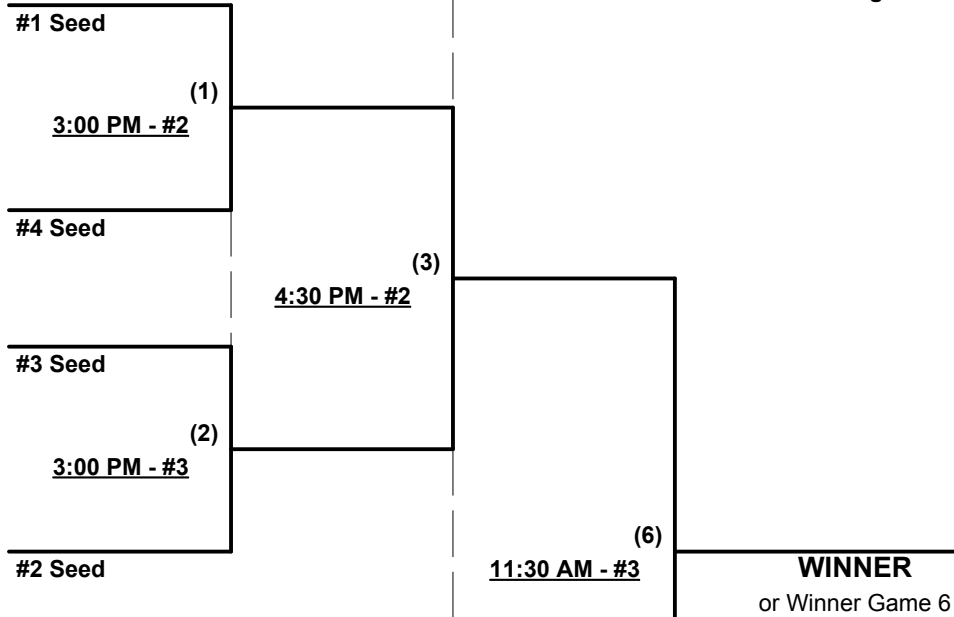 #1 Seed
(1)
3:00 PM - #2
#4 Seed
(3)
4:30 PM - #2
#3 Seed
(2)
3:00 PM - #3
#2 Seed
(6)
11:30 AM - #3
WINNER
or Winner Game 6